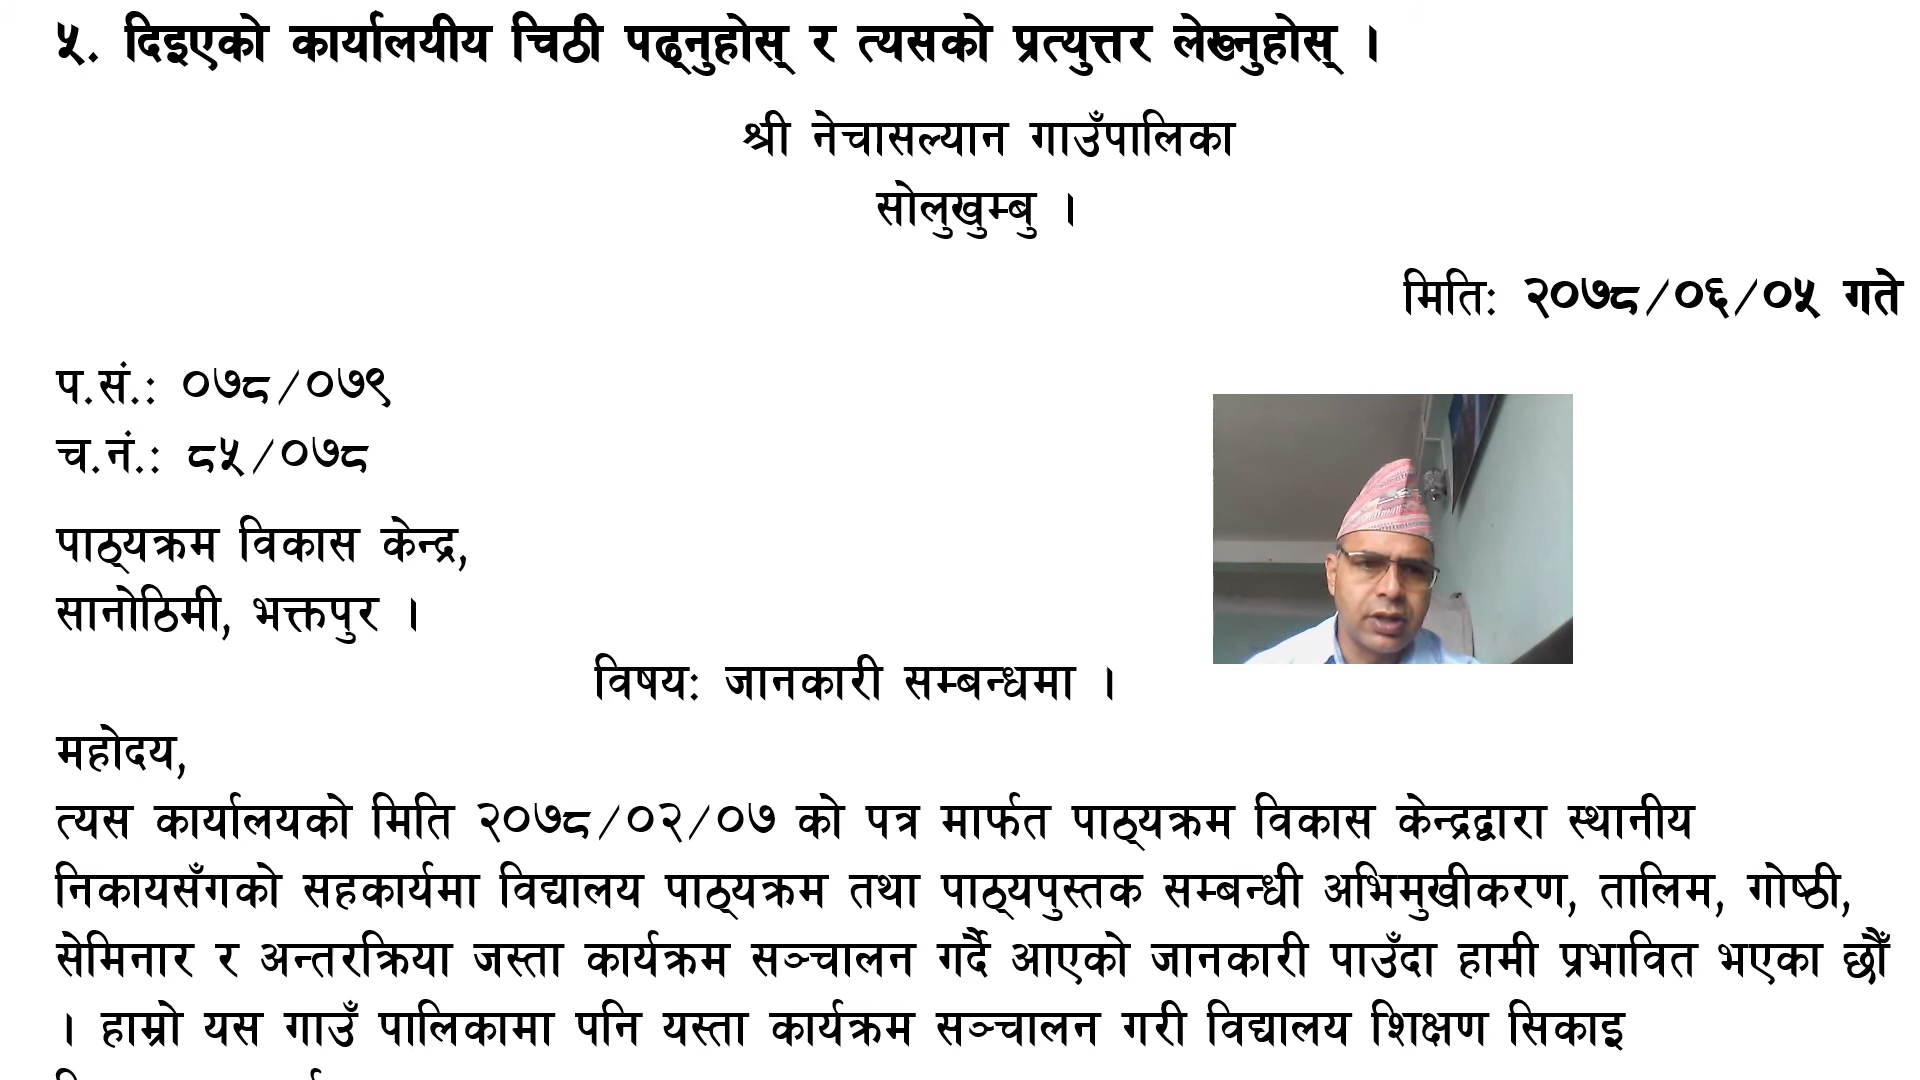 ५. दिइएको कार्यालयीय चिठी पढ्नुहोस् र त्यसको प्रत्युत्तर लेख्नुहोस् ।
श्री नेचासल्यान गाउँपालिका
सोलुखुम्बु ।
मितिः २०७८/०६/०५ गते
प.सं.: ०७८/०७९
च.नं.: ८५/०७८
पाठ्यक्रम विकास केन्द्र,
सानोठिमी, भक्तपुर ।
विषयः जानकारी सम्बन्धमा ।
महोदय,
त्यस कार्यालयको मिति २०७८/०२/०७ को पत्र मार्फत पाठ्यक्रम विकास केन्द्रद्वारा स्थानीय
निकायसँगको सहकार्यमा विद्यालय पाठ्यक्रम तथा पाठ्यपुस्तक सम्बन्धी अभिमुखीकरण, तालिम, गोष्ठी,
सेमिनार र अन्तरक्रिया जस्ता कार्यक्रम सञ्चालन गर्दै आएको जानकारी पाउँदा हामी प्रभावित भएका छौँ
। हाम्रो यस गाउँ पालिकामा पनि यस्ता कार्यक्रम सञ्चालन गरी विद्यालय शिक्षण सिकाइ